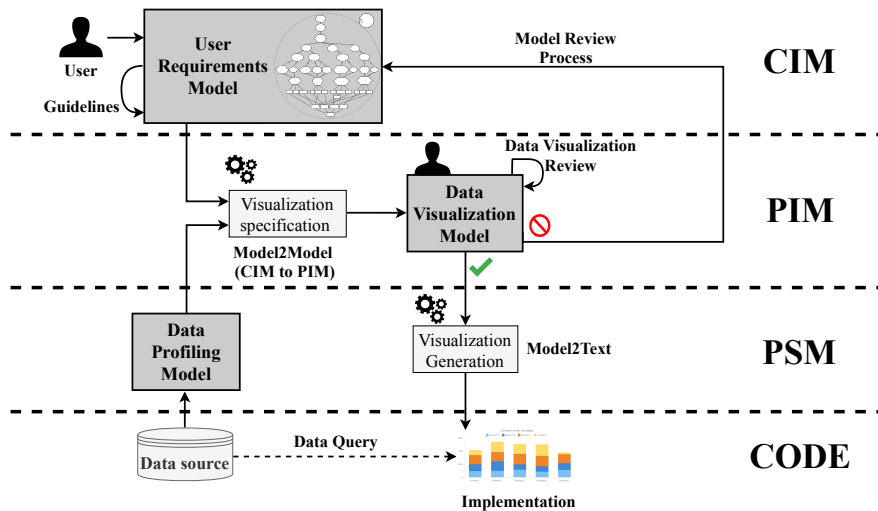 User
Requirements
Model
Model Review
Process
CIM
User
Guidelines
Data Visualization
Review
Visualization
specification
Data
Visualization
Model
PIM
Model2Model
(CIM to PIM)
Data
Profiling
Model
Visualization
Generation
Model2Text
PSM
Data source
Data Query
CODE
Implementation